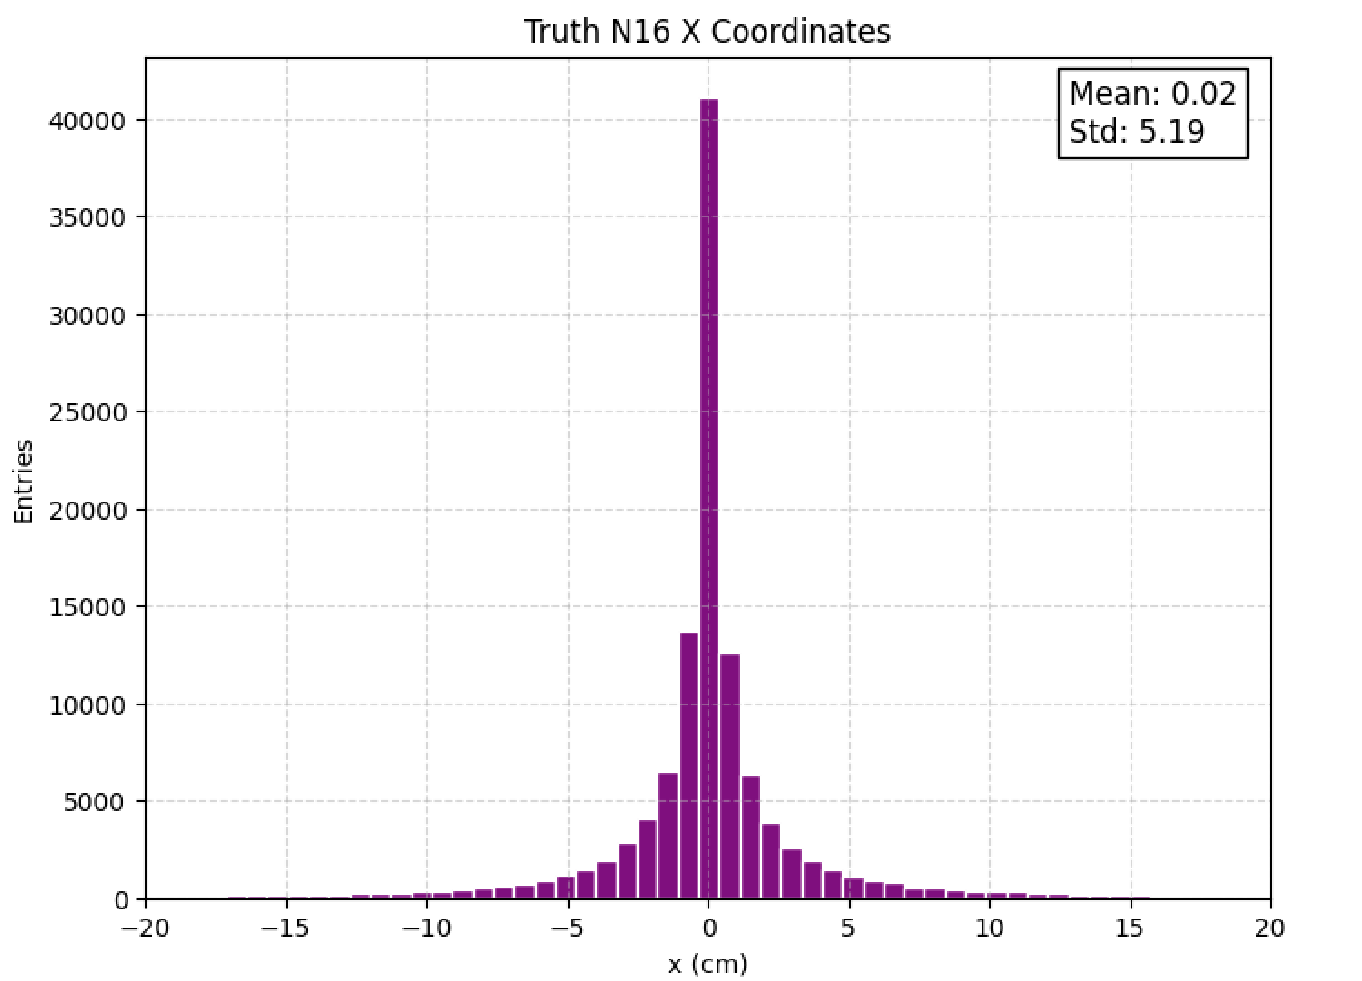 Truth N16 X Coordinates
Mean: 0.02
Std: 5.19
40000
35000
30000
25000
20000
15000
10000
5000
0
Entries
−20 −15 −10 −5 0 5 10 15 20
x (cm)